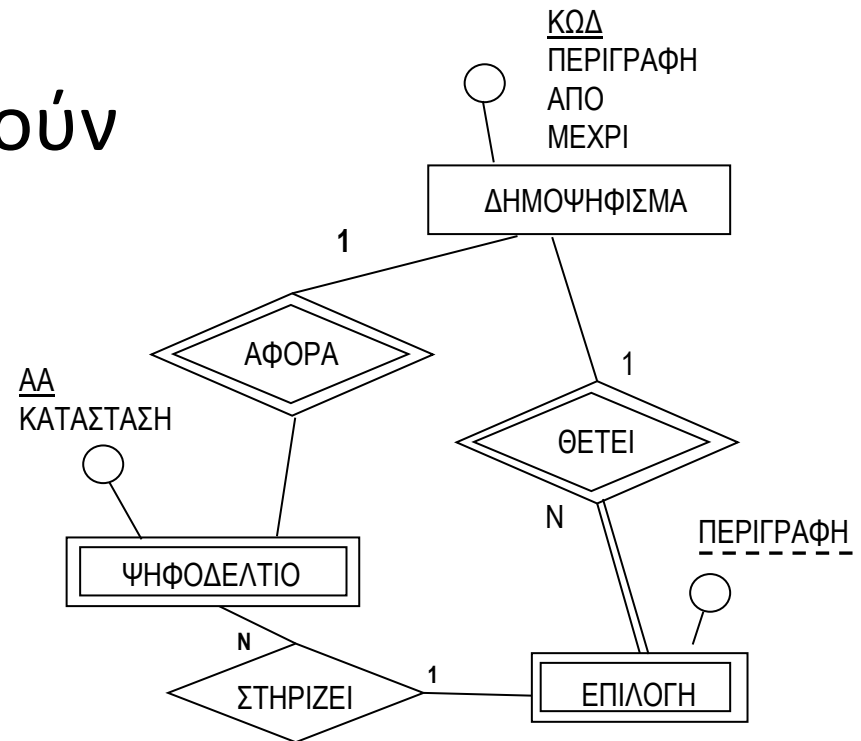 ούν
ΚΩΔ
ΠΕΡΙΓΡΑΦΗ
ΑΠΟ
ΜΕΧΡΙ
ΔΗΜΟΨΗΦΙΣΜΑ
1
ΑΦΟΡΑ
1
ΑΑ
ΚΑΤΑΣΤΑΣΗ
ΘΕΤΕΙ
N
ΠΕΡΙΓΡΑΦΗ
ΨΗΦΟΔΕΛΤΙΟ
N
1
ΣΤΗΡΙΖΕΙ
ΕΠΙΛΟΓΗ